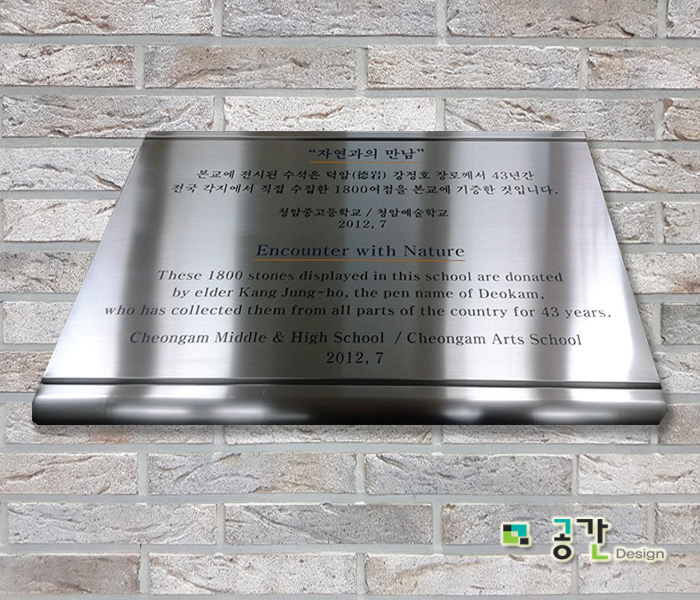 “자연과의 만남”
본교에 전시된 수석은 덕암(德岩) 강정호 장로께서 43년간
전국 각지에서 직접 수집한 1800여점을 본교에 기증한 것입니다.
청암중고등학교 / 청암예술학교
2012, 7
Encounter with Nature
These 1800 stones displayed in this school are donated
by elder Kang Jung-ho, the pen name of Deokam,
who has collected them from all parts of the country for 43 years.
Cheongam Middle & High School / Cheongam Arts School
2012, 7
공간 Design